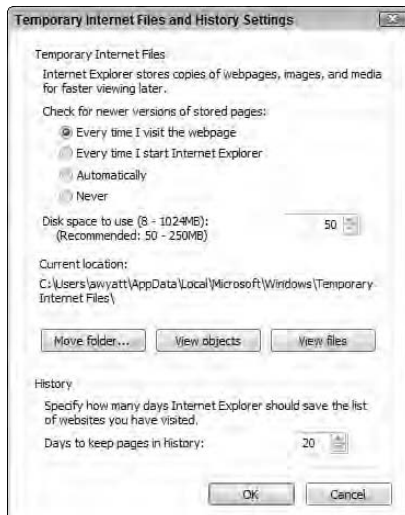 Temporary Internet Files and History Settings
Temporary Internet Files
Internet Explorer stores copies of webpages, images, and media
for faster viewing later.
Check for newer versions of stored pages:
Every time I visit the webpage
Every time I start Internet Explorer
Automatically
Never
Disk space to use (8 - 1024MB): 50
(Recommended: 50 - 250MB)
Current location:
C:\Users\awyatt\AppData\Local\Microsoft\Windows\Temporary
Internet Files\
Move folder... View objects View files
History
Specify how many days Internet Explorer should save the list
of websites you have visited.
Days to keep pages in history: 20
OK Cancel